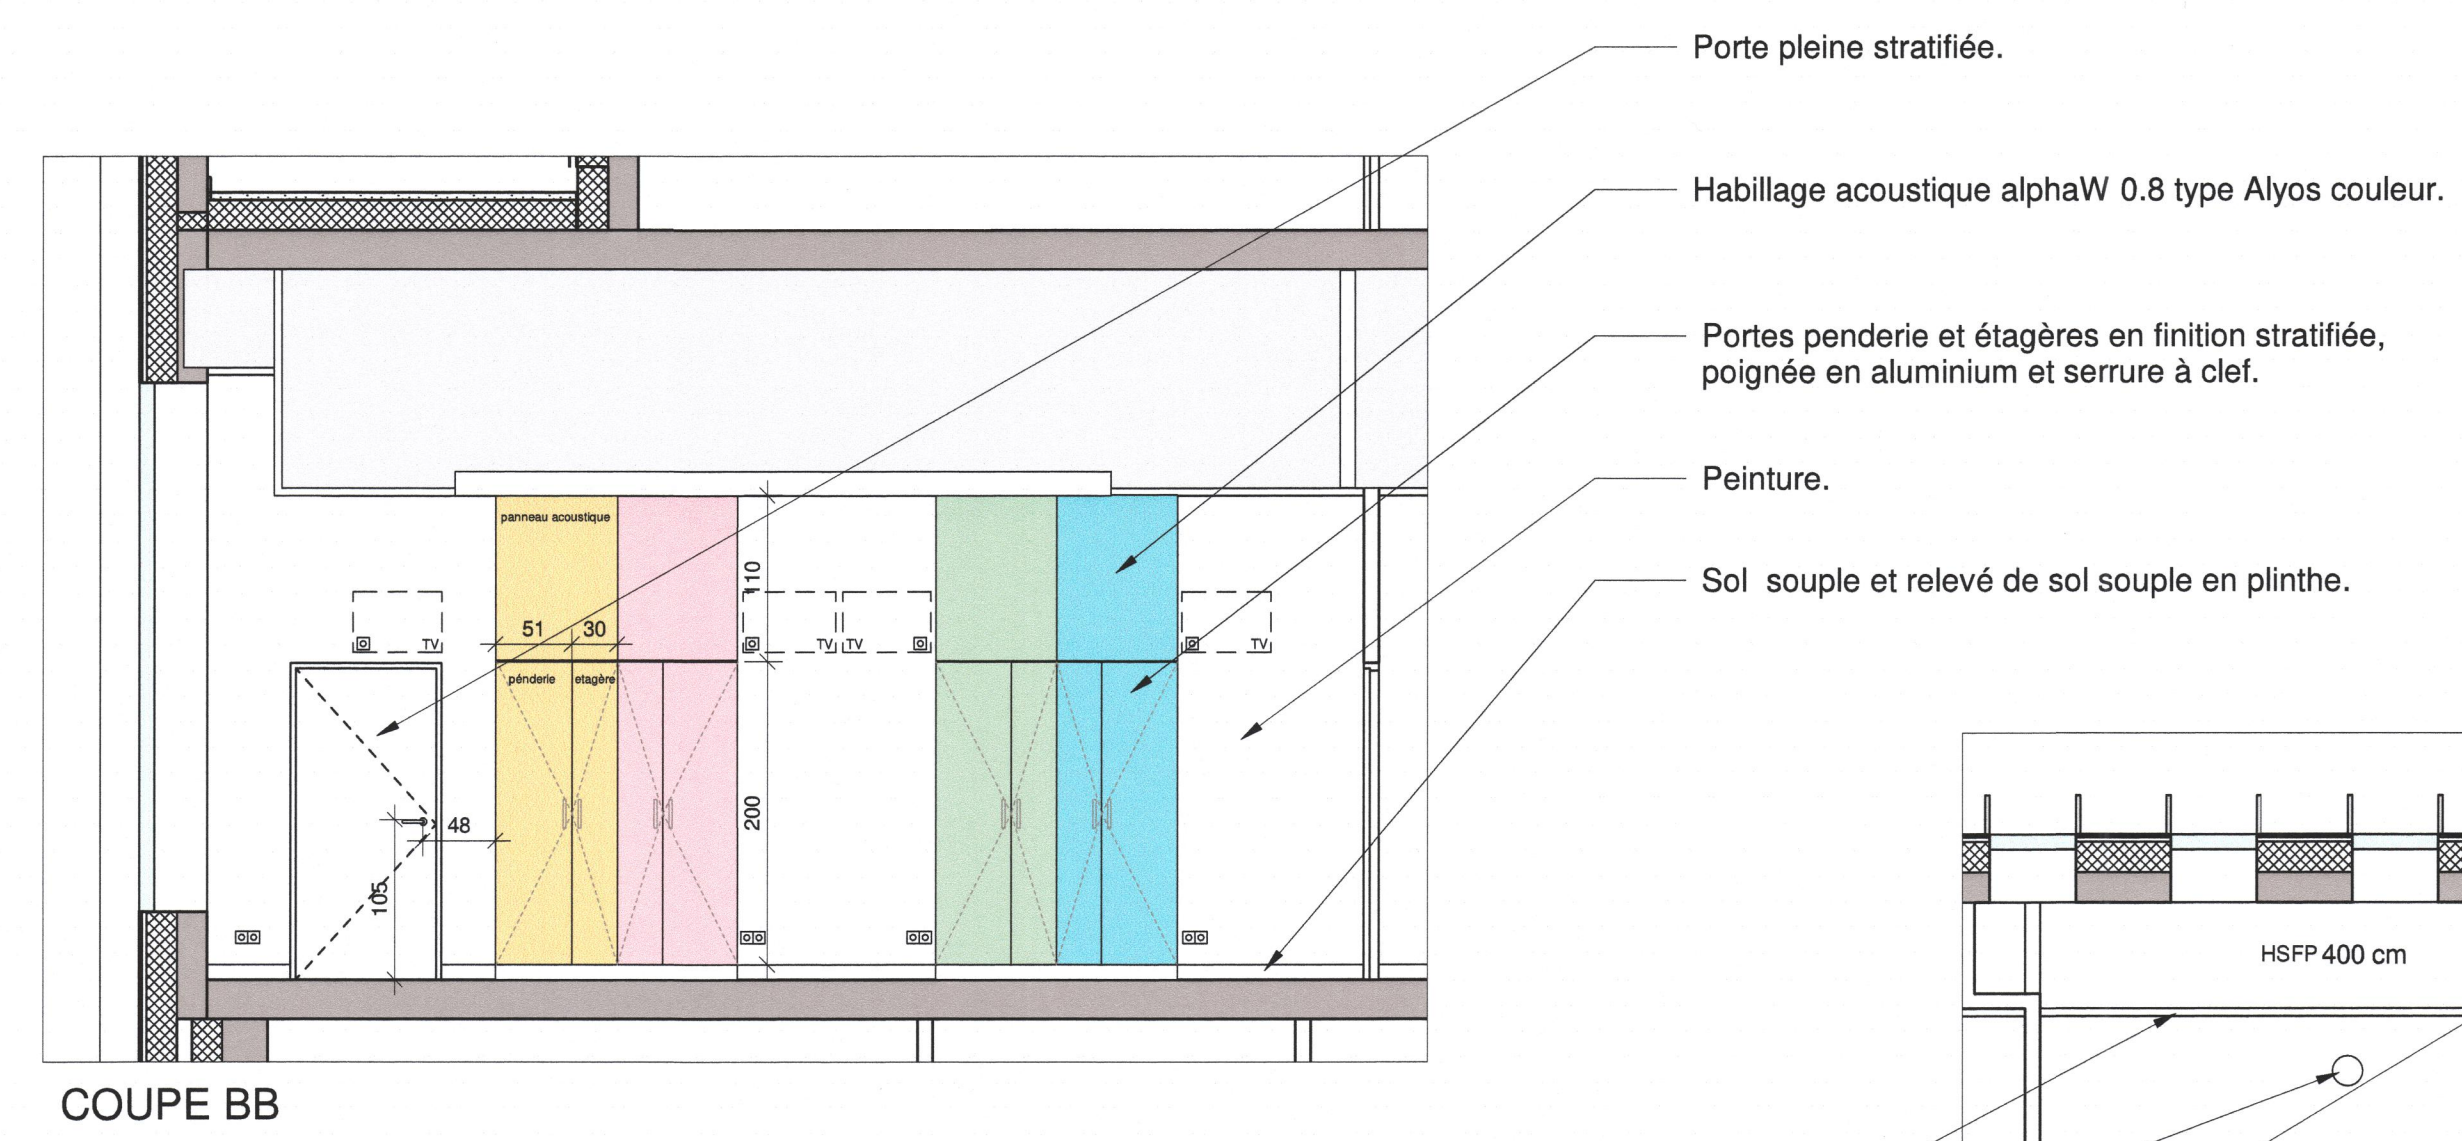 Porte pleine stratifiée.
Habillage acoustique alphaW 0.8 type Alyos couleur.
Portes penderie et étagères en finition stratifiée,
poignée en aluminium et serrure à clef.
Peinture.
Sol souple et relevé de sol souple en plinthe.
panneau acoustique
110
51 30
TV TV TV TV
pénderie etagère
48
200
105
HSFP 400 cm
COUPE BB